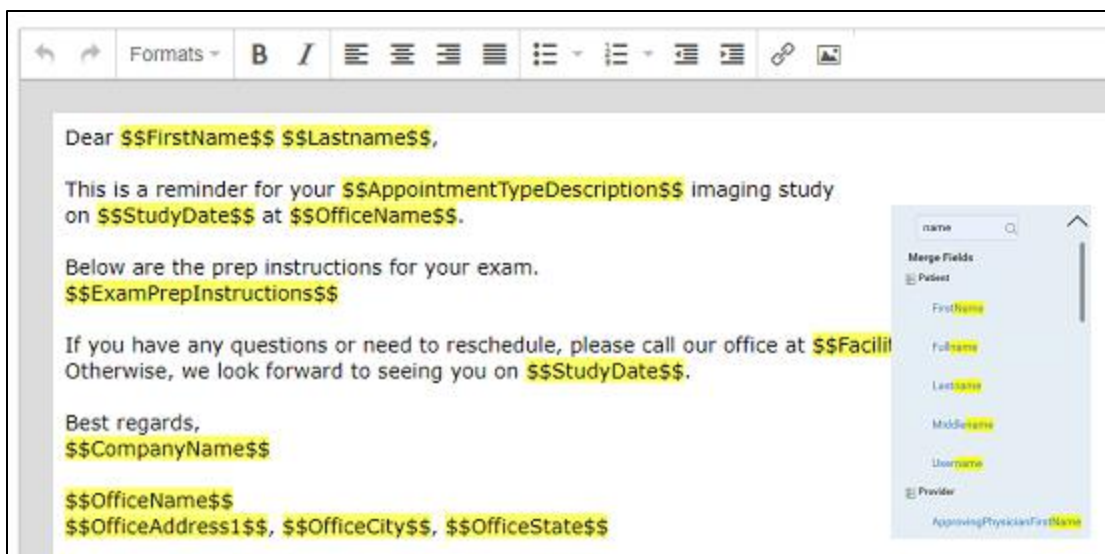 Formats
B I
Dear $$FirstName$$ $$Lastname$$,
This is a reminder for your $$AppointmentTypeDescription$$ imaging study
on $$StudyDate$$ at $$OfficeName$$.
Below are the prep instructions for your exam.
$$ExamPrepInstructions$$
If you have any questions or need to reschedule, please call our office at $$Facilit
Otherwise, we look forward to seeing you on $$StudyDate$$.
Best regards,
$$CompanyName$$
$$OfficeName$$
$$OfficeAddress1$$, $$OfficeCity$$, $$OfficeState$$
name
Merge Fields
Patient
FirstName
Fullname
Lastname
Middlename
Username
Provider
ApprovingPhysicianFirstName